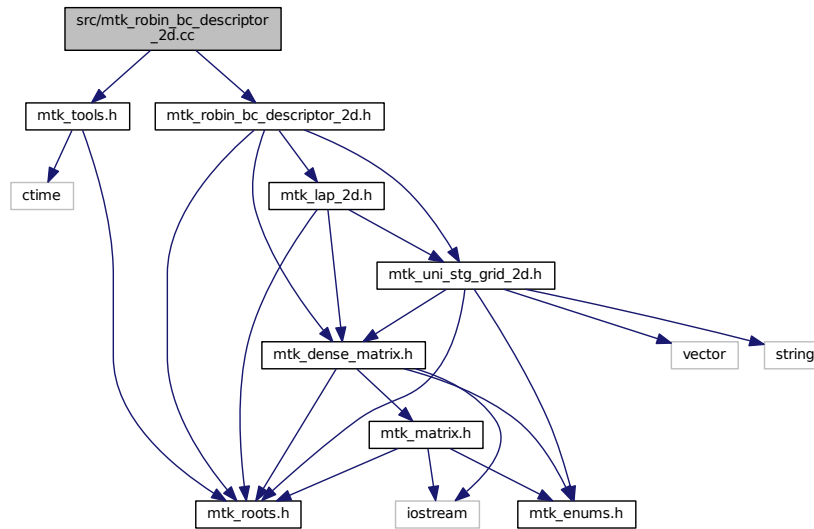 src/mtk_robin_bc_descriptor
_2d.cc
mtk_tools.h
mtk_robin_bc_descriptor_2d.h
ctime
mtk_lap_2d.h
mtk_uni_stg_grid_2d.h
mtk_dense_matrix.h
vector
string
mtk_matrix.h
mtk_roots.h
iostream
mtk_enums.h